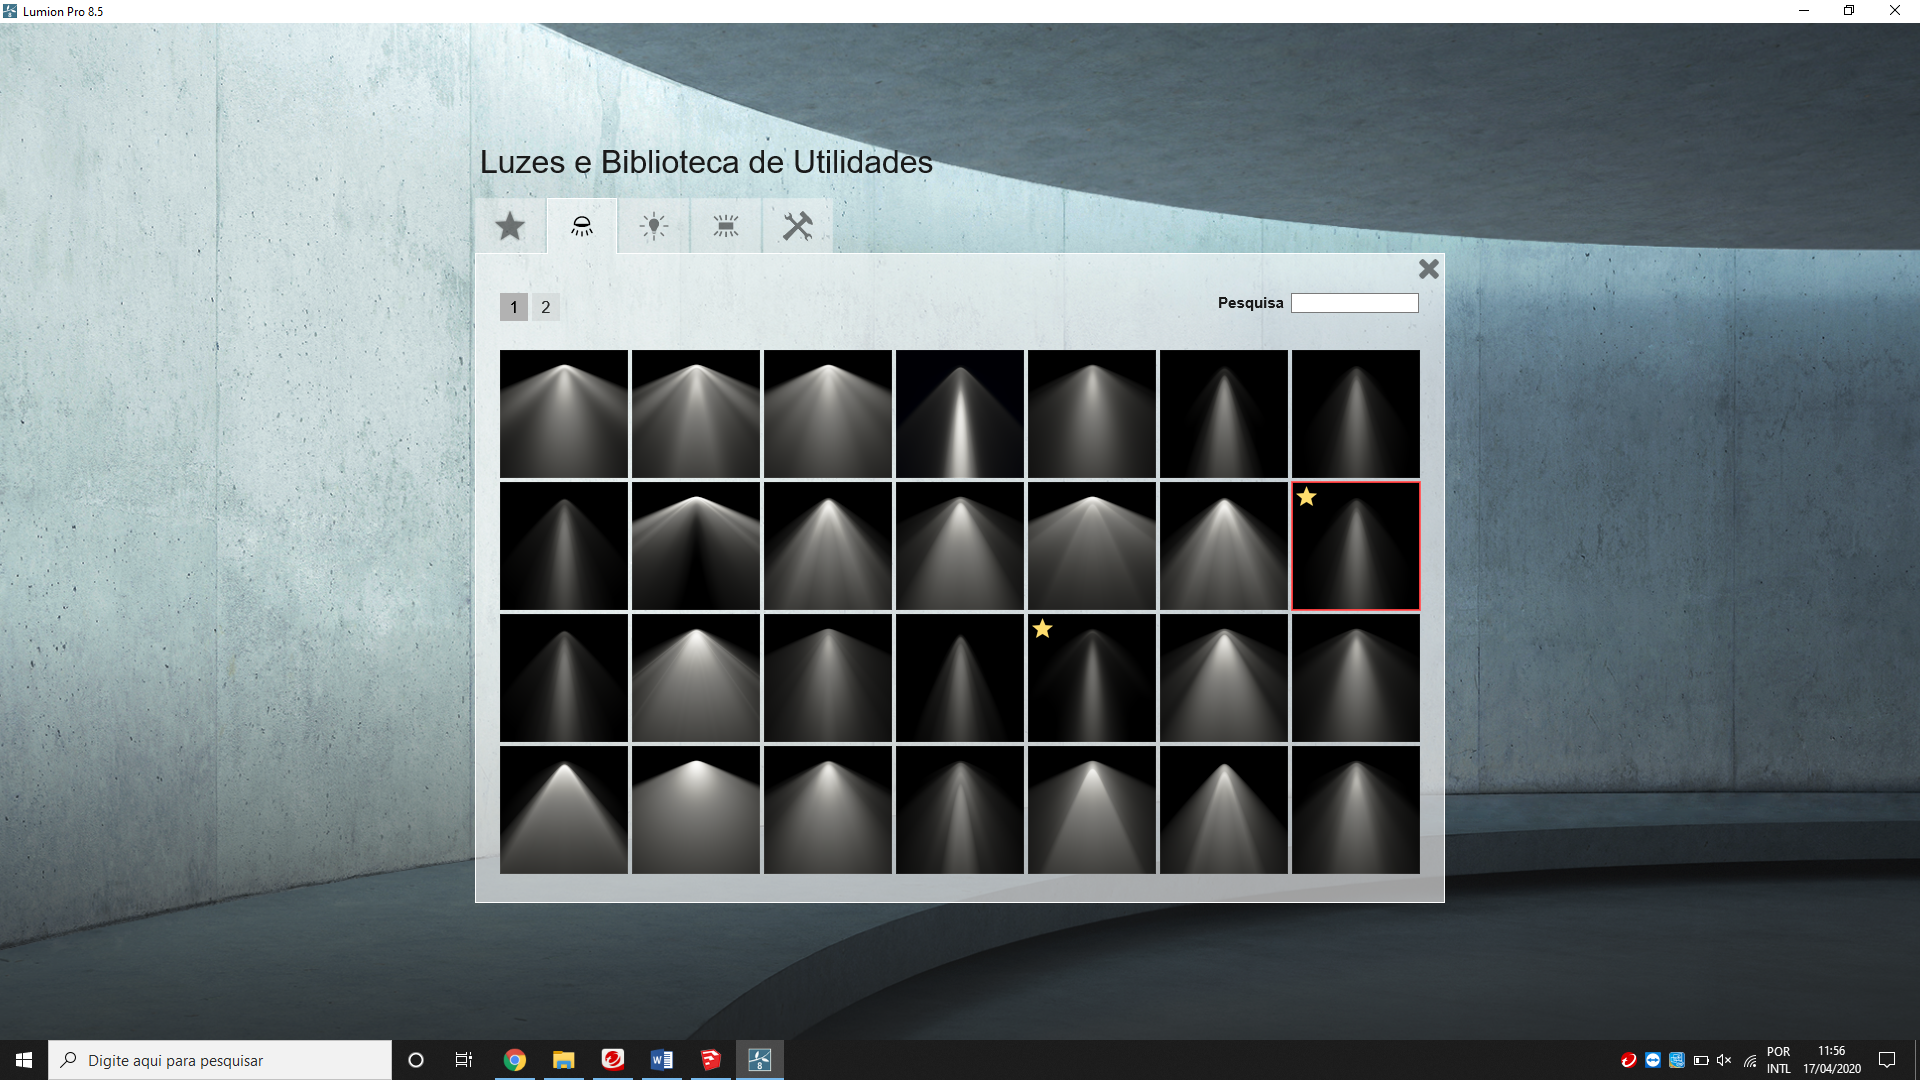 Lumion Pro 8.5
Luzes e Biblioteca de Utilidades
1 2
Pesquisa
Digite aqui para pesquisar
8
POR
INTL
11:56
17/04/2020